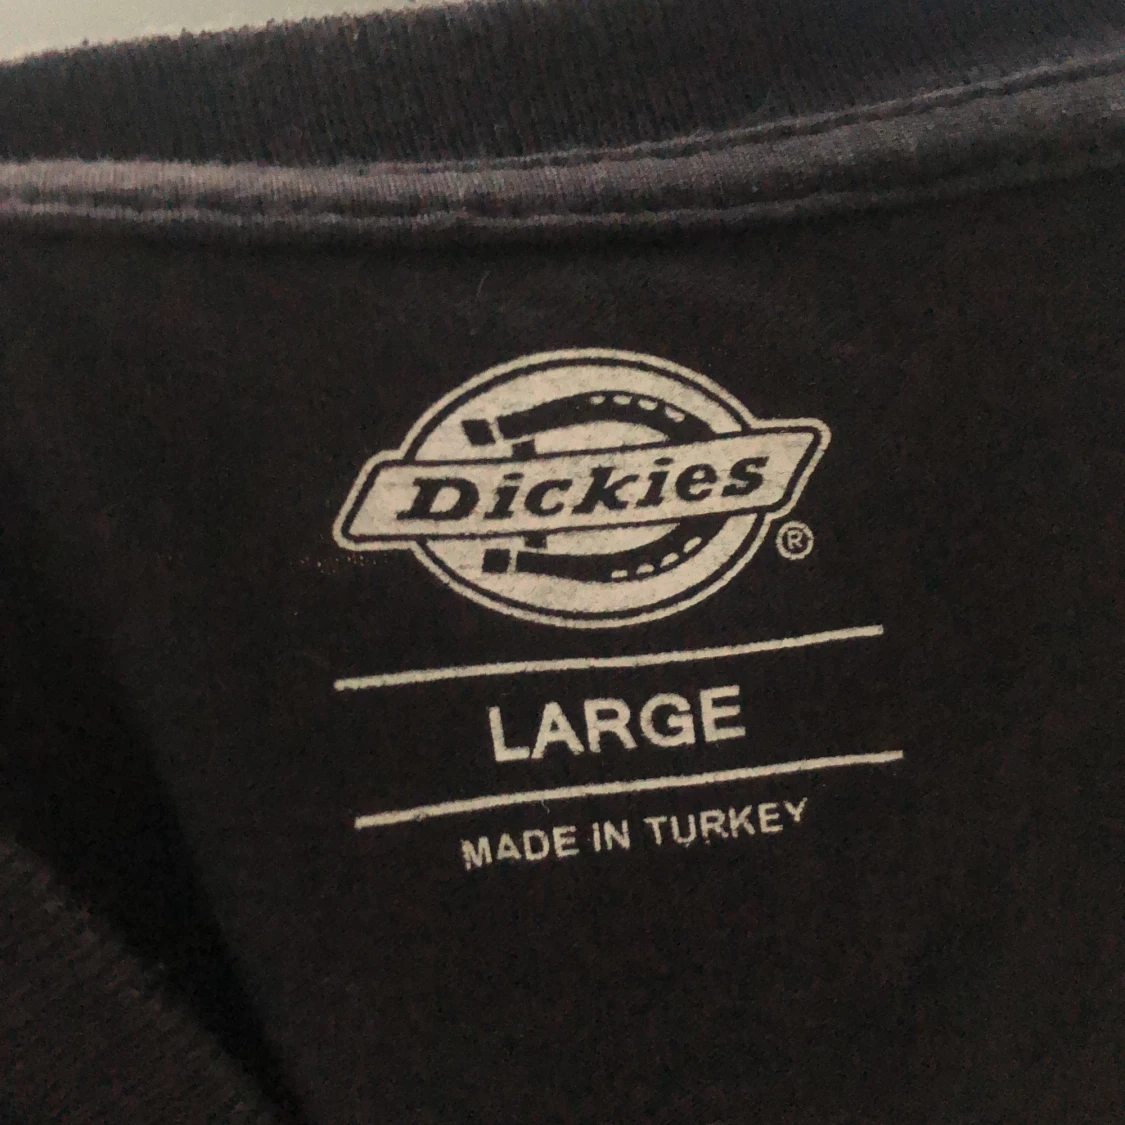 Dickies
®
LARGE
MADE IN TURKEY